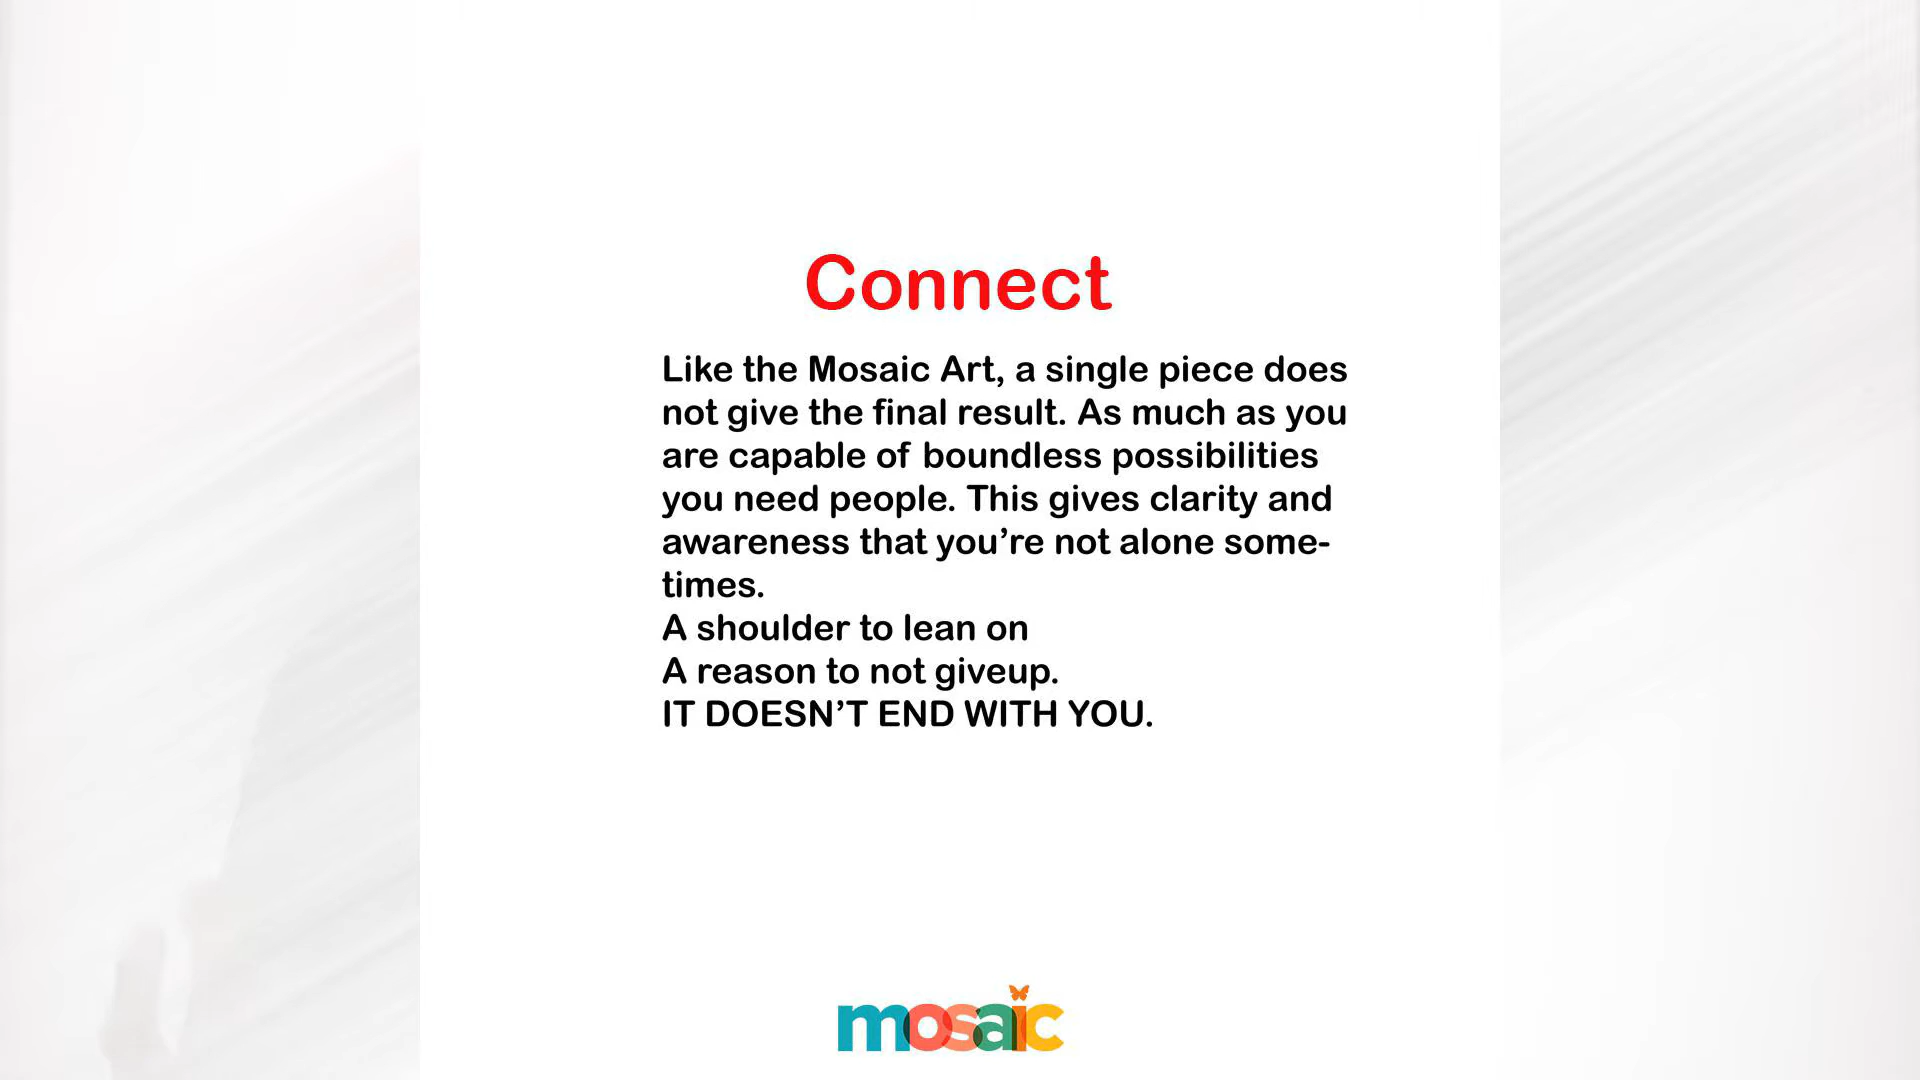 Connect
Like the Mosaic Art, a single piece does
not give the final result. As much as you
are capable of boundless possibilities
you need people. This gives clarity and
awareness that you’re not alone some-
times.
A shoulder to lean on
A reason to not giveup.
IT DOESN’T END WITH YOU.
mosaic